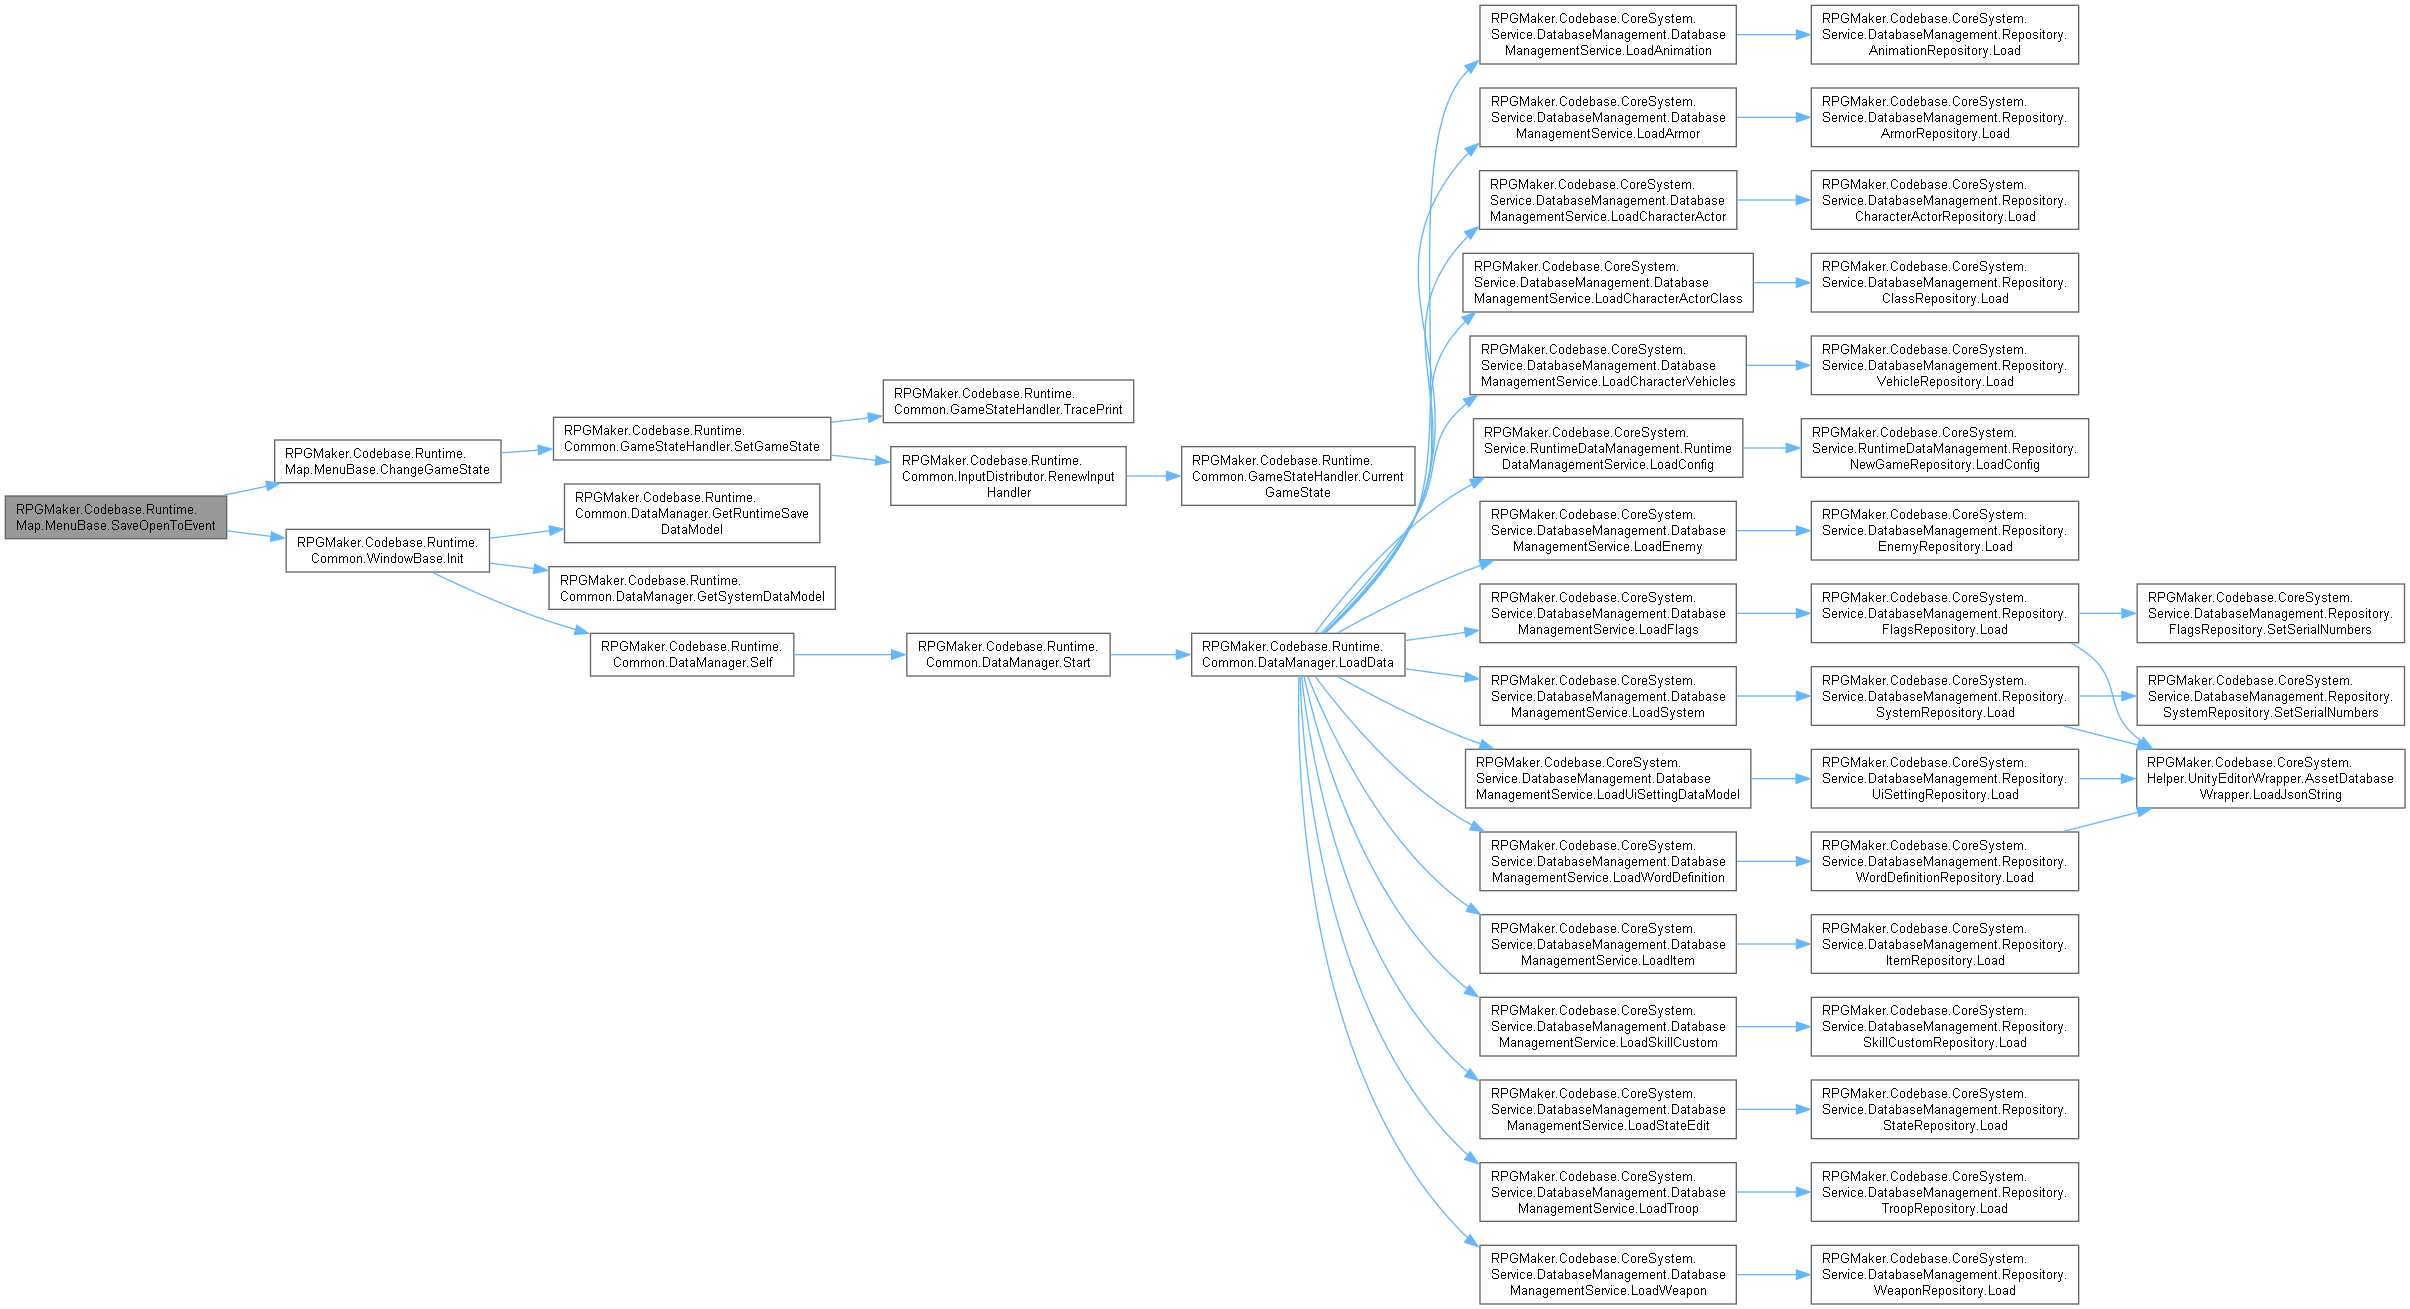 RPGMaker.Codebase.Runtime.
Map.MenuBase.SaveOpenToEvent
RPGMaker.Codebase.Runtime.
Map.MenuBase.ChangeGameState
RPGMaker.Codebase.Runtime.
Common.WindowBase.Init
RPGMaker.Codebase.Runtime.
Common.GameStateHandler.SetGameState
RPGMaker.Codebase.Runtime.
Common.DataManager.GetRuntimeSave
DataModel
RPGMaker.Codebase.Runtime.
Common.DataManager.GetSystemDataModel
RPGMaker.Codebase.Runtime.
Common.DataManager.Self
RPGMaker.Codebase.Runtime.
Common.GameStateHandler.TracePrint
RPGMaker.Codebase.Runtime.
Common.InputDistributor.RenewInput
Handler
RPGMaker.Codebase.Runtime.
Common.DataManager.Start
RPGMaker.Codebase.Runtime.
Common.GameStateHandler.Current
GameState
RPGMaker.Codebase.Runtime.
Common.DataManager.LoadData
RPGMaker.Codebase.CoreSystem.
Service.DatabaseManagement.Database
ManagementService.LoadAnimation
RPGMaker.Codebase.CoreSystem.
Service.DatabaseManagement.Database
ManagementService.LoadArmor
RPGMaker.Codebase.CoreSystem.
Service.DatabaseManagement.Database
ManagementService.LoadCharacterActor
RPGMaker.Codebase.CoreSystem.
Service.DatabaseManagement.Database
ManagementService.LoadCharacterActorClass
RPGMaker.Codebase.CoreSystem.
Service.DatabaseManagement.Database
ManagementService.LoadCharacterVehicles
RPGMaker.Codebase.CoreSystem.
Service.RuntimeDataManagement.Runtime
DataManagementService.LoadConfig
RPGMaker.Codebase.CoreSystem.
Service.DatabaseManagement.Database
ManagementService.LoadEnemy
RPGMaker.Codebase.CoreSystem.
Service.DatabaseManagement.Database
ManagementService.LoadFlags
RPGMaker.Codebase.CoreSystem.
Service.DatabaseManagement.Database
ManagementService.LoadSystem
RPGMaker.Codebase.CoreSystem.
Service.DatabaseManagement.Database
ManagementService.LoadUiSettingDataModel
RPGMaker.Codebase.CoreSystem.
Service.DatabaseManagement.Database
ManagementService.LoadWordDefinition
RPGMaker.Codebase.CoreSystem.
Service.DatabaseManagement.Database
ManagementService.LoadItem
RPGMaker.Codebase.CoreSystem.
Service.DatabaseManagement.Database
ManagementService.LoadSkillCustom
RPGMaker.Codebase.CoreSystem.
Service.DatabaseManagement.Database
ManagementService.LoadStateEdit
RPGMaker.Codebase.CoreSystem.
Service.DatabaseManagement.Database
ManagementService.LoadTroop
RPGMaker.Codebase.CoreSystem.
Service.DatabaseManagement.Database
ManagementService.LoadWeapon
RPGMaker.Codebase.CoreSystem.
Service.DatabaseManagement.Repository.
AnimationRepository.Load
RPGMaker.Codebase.CoreSystem.
Service.DatabaseManagement.Repository.
ArmorRepository.Load
RPGMaker.Codebase.CoreSystem.
Service.DatabaseManagement.Repository.
CharacterActorRepository.Load
RPGMaker.Codebase.CoreSystem.
Service.DatabaseManagement.Repository.
ClassRepository.Load
RPGMaker.Codebase.CoreSystem.
Service.DatabaseManagement.Repository.
VehicleRepository.Load
RPGMaker.Codebase.CoreSystem.
Service.RuntimeDataManagement.Repository.
NewGameRepository.LoadConfig
RPGMaker.Codebase.CoreSystem.
Service.DatabaseManagement.Repository.
EnemyRepository.Load
RPGMaker.Codebase.CoreSystem.
Service.DatabaseManagement.Repository.
FlagsRepository.Load
RPGMaker.Codebase.CoreSystem.
Service.DatabaseManagement.Repository.
SystemRepository.Load
RPGMaker.Codebase.CoreSystem.
Service.DatabaseManagement.Repository.
UiSettingRepository.Load
RPGMaker.Codebase.CoreSystem.
Service.DatabaseManagement.Repository.
WordDefinitionRepository.Load
RPGMaker.Codebase.CoreSystem.
Service.DatabaseManagement.Repository.
ItemRepository.Load
RPGMaker.Codebase.CoreSystem.
Service.DatabaseManagement.Repository.
SkillCustomRepository.Load
RPGMaker.Codebase.CoreSystem.
Service.DatabaseManagement.Repository.
StateRepository.Load
RPGMaker.Codebase.CoreSystem.
Service.DatabaseManagement.Repository.
TroopRepository.Load
RPGMaker.Codebase.CoreSystem.
Service.DatabaseManagement.Repository.
WeaponRepository.Load
RPGMaker.Codebase.CoreSystem.
Service.DatabaseManagement.Repository.
FlagsRepository.SetSerialNumbers
RPGMaker.Codebase.CoreSystem.
Service.DatabaseManagement.Repository.
SystemRepository.SetSerialNumbers
RPGMaker.Codebase.CoreSystem.
Helper.UnityEditorWrapper.AssetDatabase
Wrapper.LoadJsonString